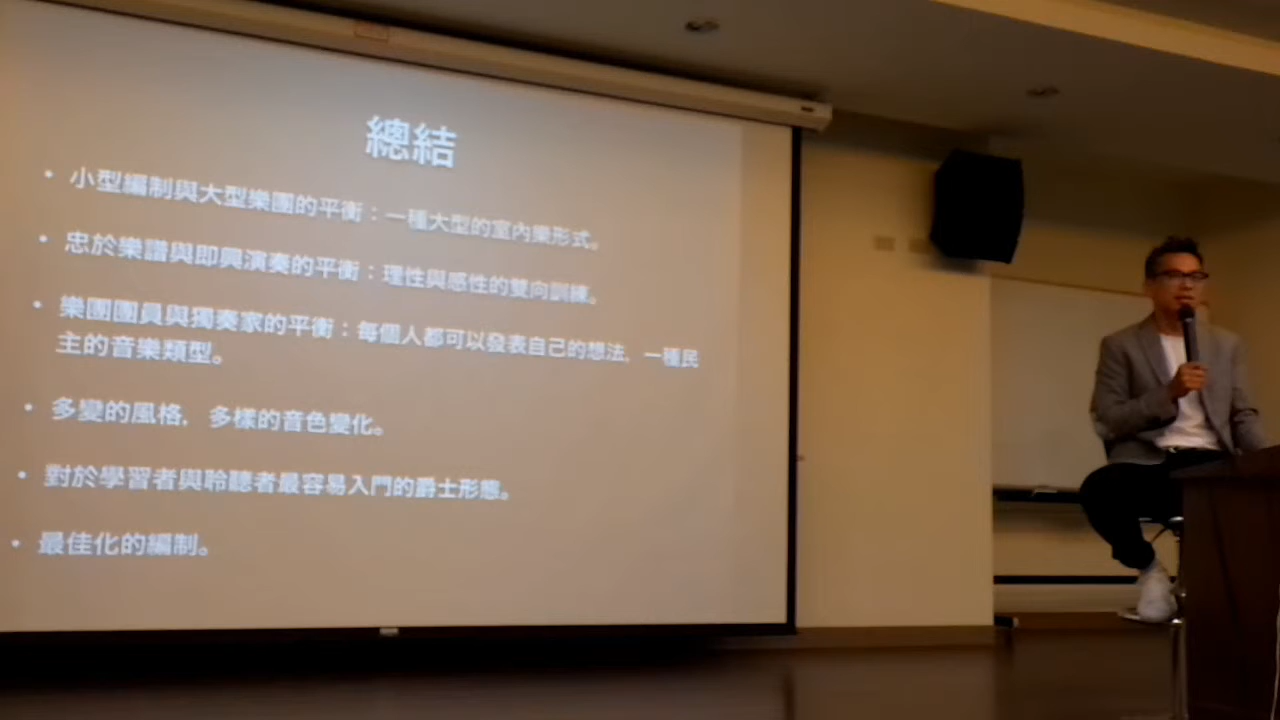 總結
• 小型編制與大型樂團的平衡：一種大型的室內樂形式。
• 忠於樂譜與即興演奏的平衡：理性與感性的雙向訓練。
• 樂團團員與獨奏家的平衡：每個人都可以發表自己的想法，一種民
主的音樂類型。
• 多變的風格，多樣的音色變化。
• 對於學習者與聆聽者最容易入門的爵士形態。
• 最佳化的編制。